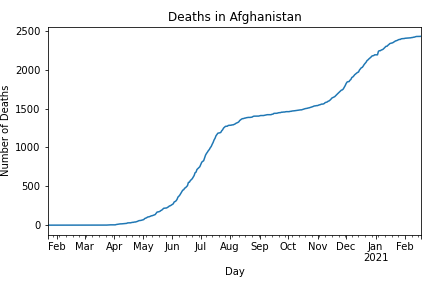 Deaths in Afghanistan
Number of Deaths
2500
2000
1500
1000
500
0
Feb Mar Apr May Jun Jul Aug Sep Oct Nov Dec Jan Feb
2021
Day